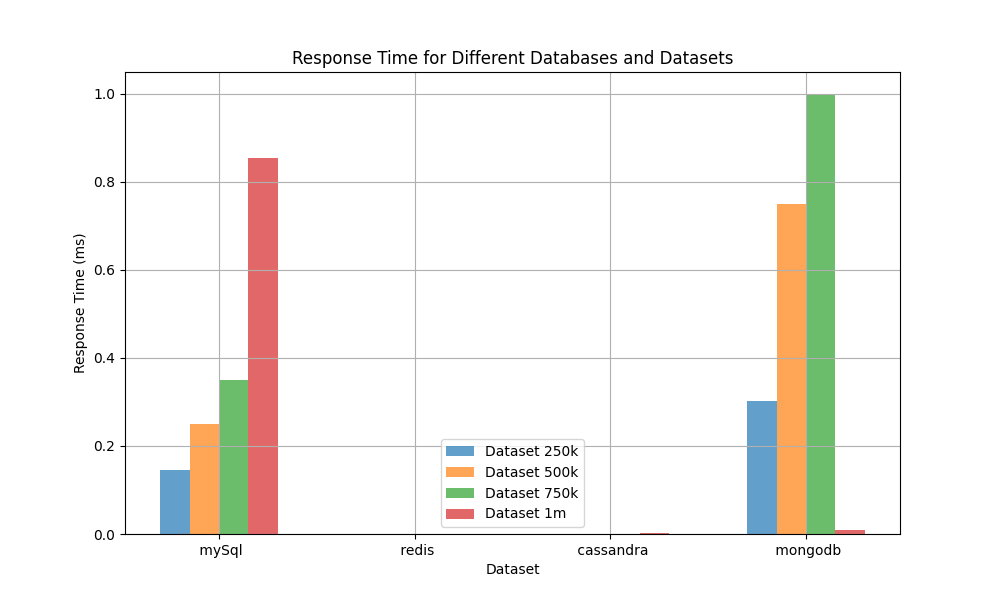 Response Time for Different Databases and Datasets
Response Time (ms)
1.0
0.8
0.6
0.4
0.2
0.0
Dataset 250k
Dataset 500k
Dataset 750k
Dataset 1m
mySql redis cassandra mongodb
Dataset